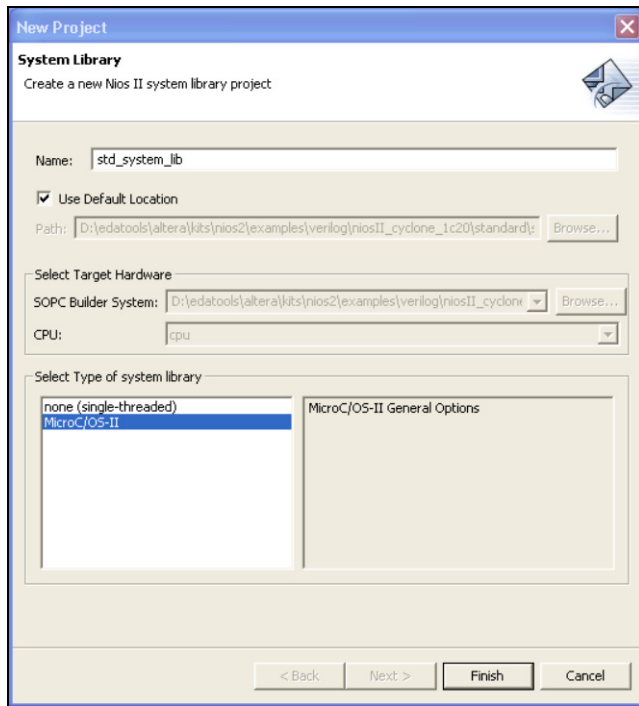 New Project
System Library
Create a new Nios II system library project
Name: std_system_lib
Use Default Location
Path: D:\edatools\altera\kits\nios2\examples\verilog\niosII_cyclone_1c20\standard\ Browse...
Select Target Hardware
SOPC Builder System: D:\edatools\altera\kits\nios2\examples\verilog\niosII_cyclone Browse...
CPU: cpu
Select Type of system library
none (single-threaded) MicroC/OS-II General Options
MicroC/OS-II
< Back Next > Finish Cancel